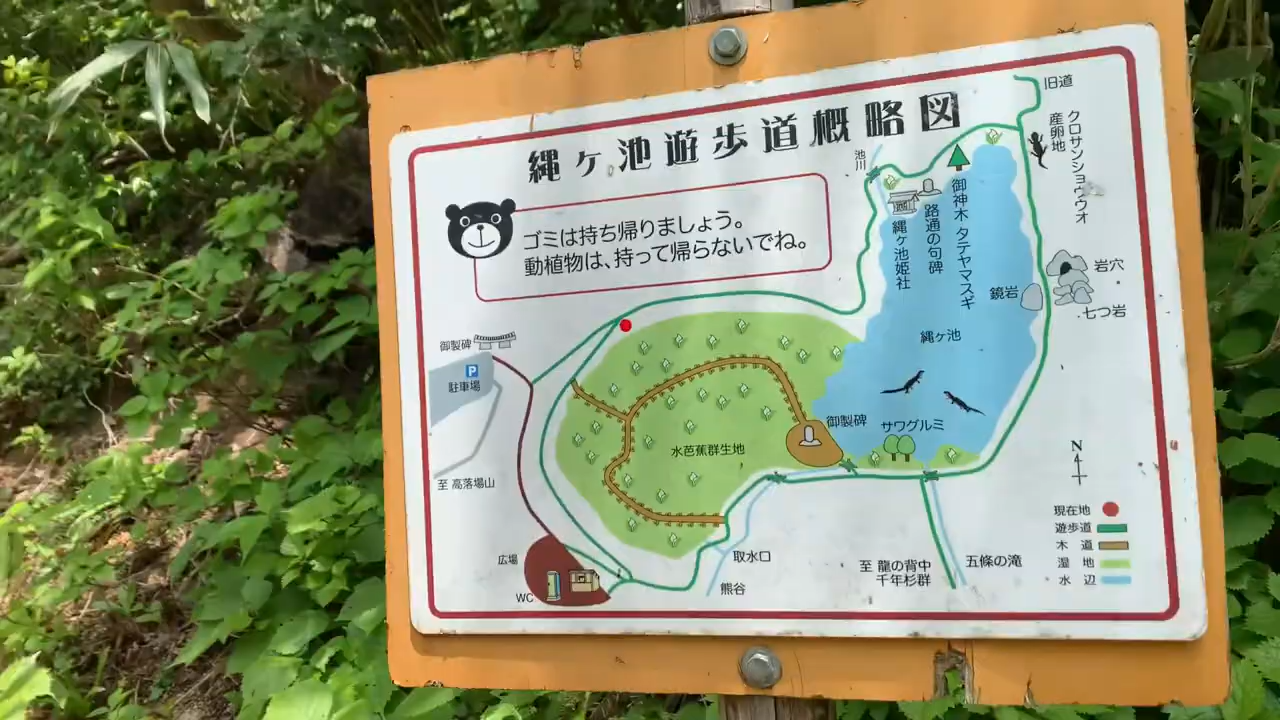 縄ヶ池遊歩道概略図
ゴミは持ち帰りましょう。
動植物は、持って帰らないでね。
旧道
池川
産卵地
クロサンショウウオ
御神木 タテヤマスギ
路通の句碑
縄ヶ池姫社
岩穴
鏡岩
七つ岩
縄ヶ池
御製碑
P
駐車場
御製碑
サワグルミ
水芭蕉群生地
至 高落場山
N
現在地
遊歩道
木道
湿地
水辺
広場
WC
取水口
熊谷
至 龍の背中
千年杉群
五條の滝